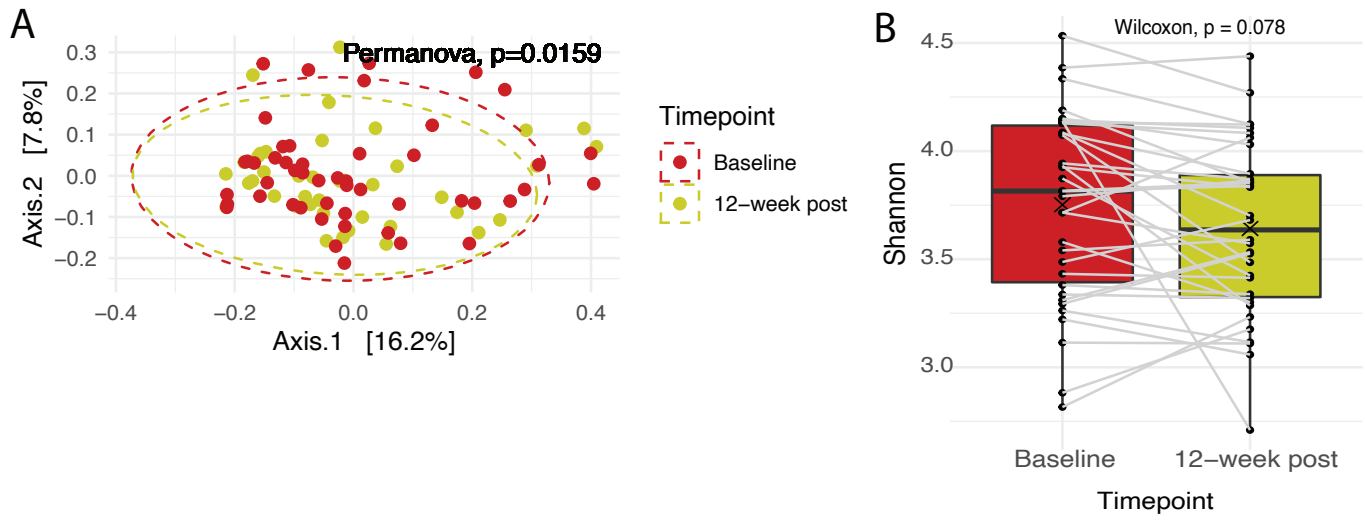 A
Permanova, p=0.0159
0.3
0.2
0.1
0.0
−0.1
−0.2
Axis.2 [7.8%]
−0.4
−0.2
0.0
0.2
0.4
Axis.1 [16.2%]
Timepoint
Baseline
12−week post
B
Wilcoxon, p = 0.078
4.5
4.0
3.5
3.0
Shannon
Baseline
12−week post
Timepoint